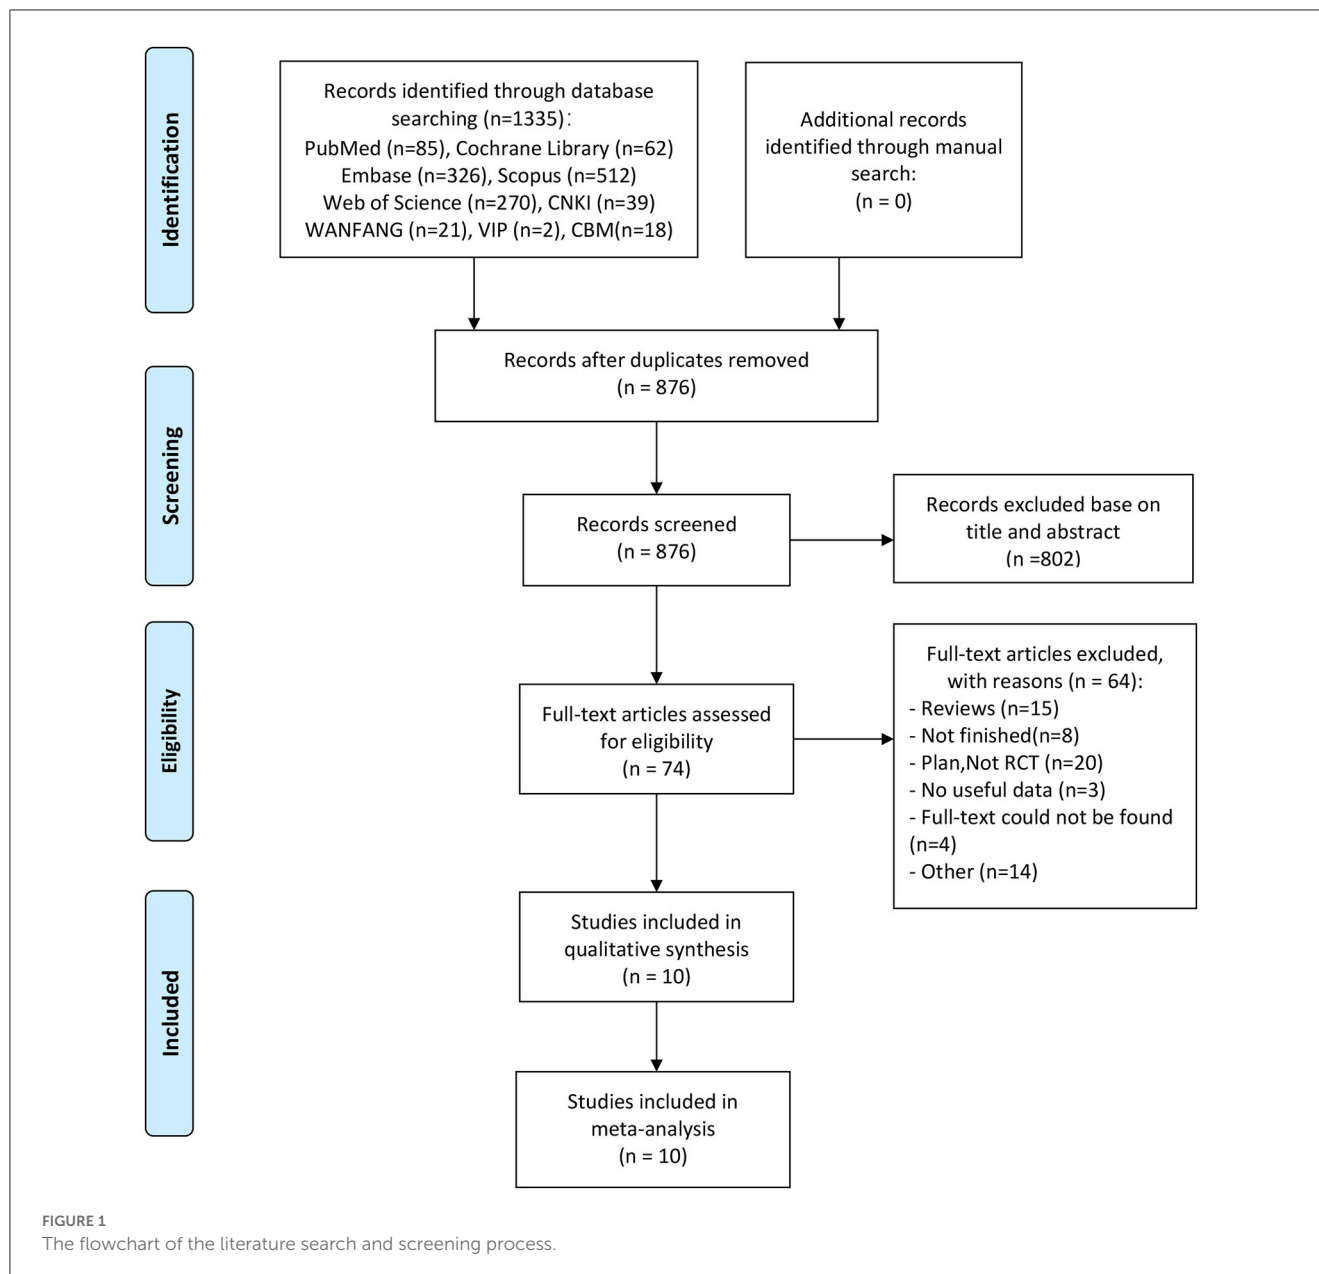 Identification
Records identified through database
searching (n=1335):
PubMed (n=85), Cochrane Library (n=62)
Embase (n=326), Scopus (n=512)
Web of Science (n=270), CNKI (n=39)
WANFANG (n=21), VIP (n=2), CBM(n=18)
Additional records
identified through manual
search:
(n = 0)
Records after duplicates removed
(n = 876)
Screening
Records screened
(n = 876)
Records excluded base on
title and abstract
(n =802)
Eligibility
Full-text articles assessed
for eligibility
(n = 74)
Full-text articles excluded,
with reasons (n = 64):
- Reviews (n=15)
- Not finished(n=8)
- Plan,Not RCT (n=20)
- No useful data (n=3)
- Full-text could not be found
(n=4)
- Other (n=14)
Included
Studies included in
qualitative synthesis
(n = 10)
Studies included in
meta-analysis
(n = 10)
FIGURE 1
The flowchart of the literature search and screening process.